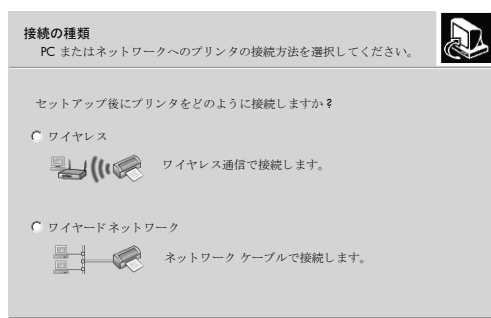 接続の種類
PC またはネットワークへのプリンタの接続方法を選択してください。
セットアップ後にプリンタをどのように接続しますか?
ワイヤレス
ワイヤレス通信で接続します。
ワイヤード ネットワーク
ネットワーク ケーブルで接続します。